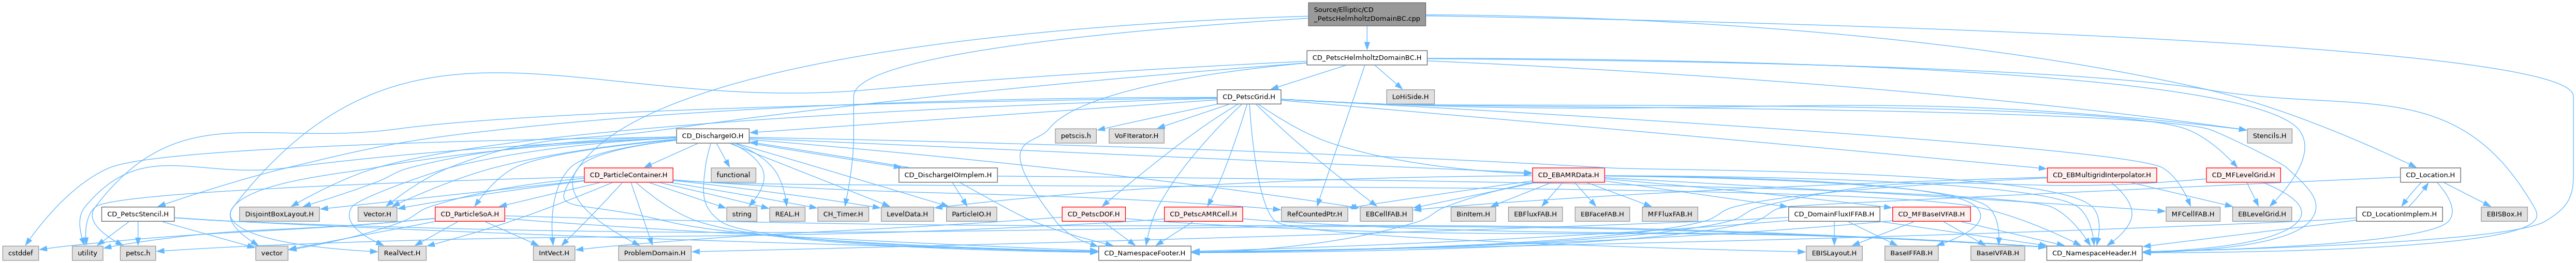 Source/Elliptic/CD
_PetscHelmholtzDomainBC.cpp
CD_PetscHelmholtzDomainBC.H
CD_PetscGrid.H
LoHiSide.H
CD_DischargeIO.H
petscis.h
VoFIterator.H
Stencils.H
CD_ParticleContainer.H
functional
CD_DischargeIOImplem.H
CD_EBAMRData.H
CD_EBMultigridInterpolator.H
CD_MFLevelGrid.H
CD_Location.H
CD_PetscStencil.H
DisjointBoxLayout.H
Vector.H
CD_ParticleSoA.H
string
REAL.H
CH_Timer.H
LevelData.H
ParticleIO.H
CD_PetscDOF.H
CD_PetscAMRCell.H
RefCountedPtr.H
EBCellFAB.H
BinItem.H
EBFluxFAB.H
EBFaceFAB.H
MFFluxFAB.H
CD_DomainFluxIFFAB.H
CD_MFBaseIVFAB.H
MFCellFAB.H
EBLevelGrid.H
CD_LocationImplem.H
EBISBox.H
cstddef
utility
petsc.h
vector
RealVect.H
IntVect.H
ProblemDomain.H
CD_NamespaceFooter.H
EBISLayout.H
BaseIFFAB.H
BaseIVFAB.H
CD_NamespaceHeader.H